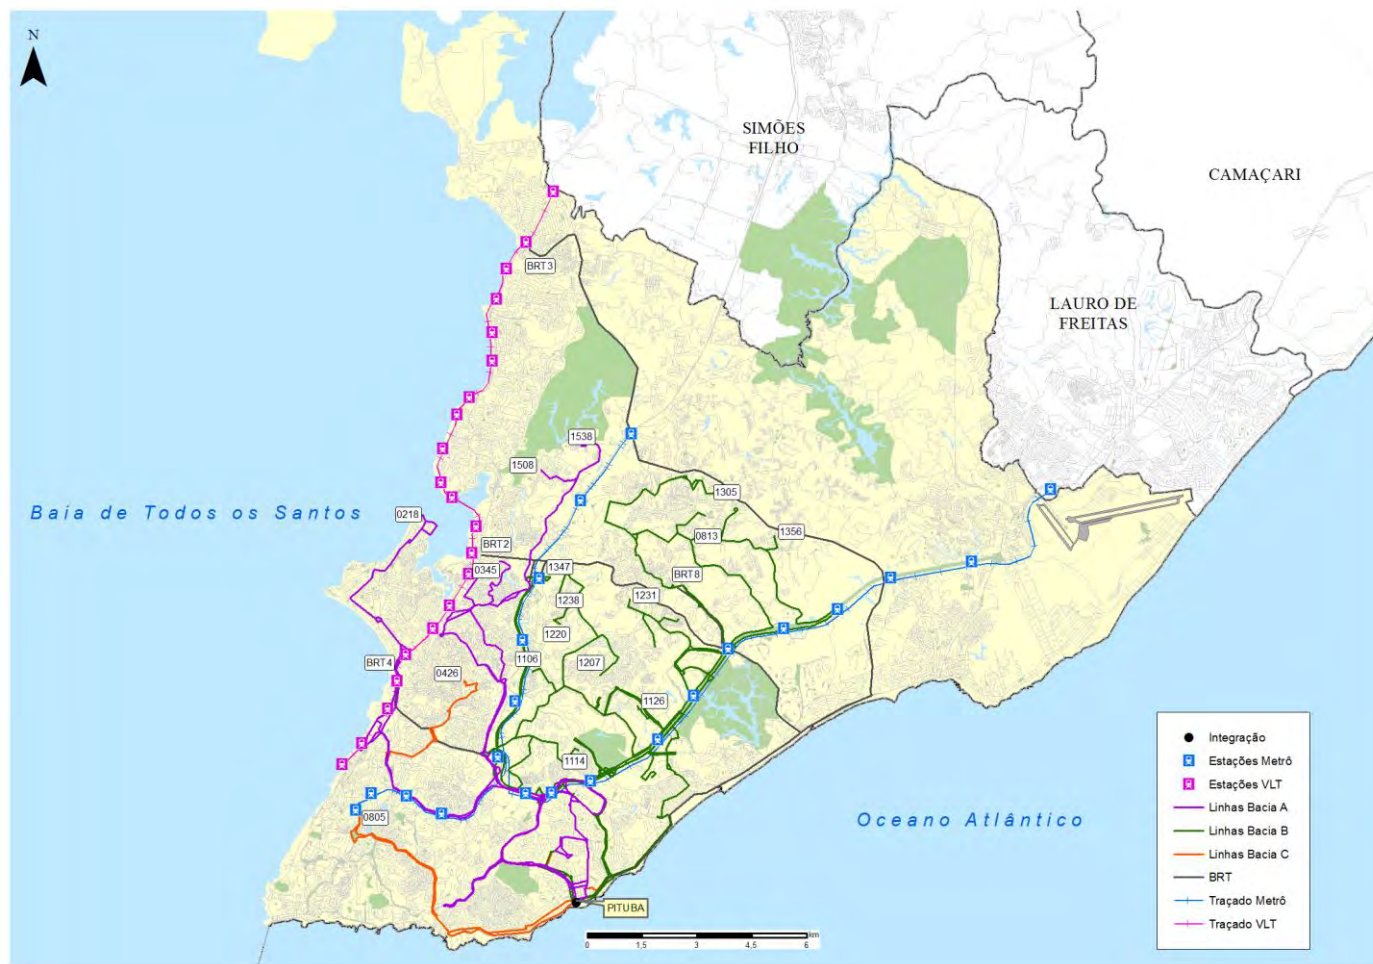 N
SIMÕES
FILHO
CAMAÇARI
LAURO DE
FREITAS
BRT3
1538
1508
1305
Baia de Todos os Santos
0218
0813
1356
BRT2
0345
1347
BRT8
1238
1231
1220
1106
1207
BRT4
0426
1126
1114
0805
Oceano Atlântico
PITUBA
km
0
1,5
3
4,5
6
Integração
Estações Metrô
Estações VLT
Linhas Bacia A
Linhas Bacia B
Linhas Bacia C
BRT
Traçado Metrô
Traçado VLT